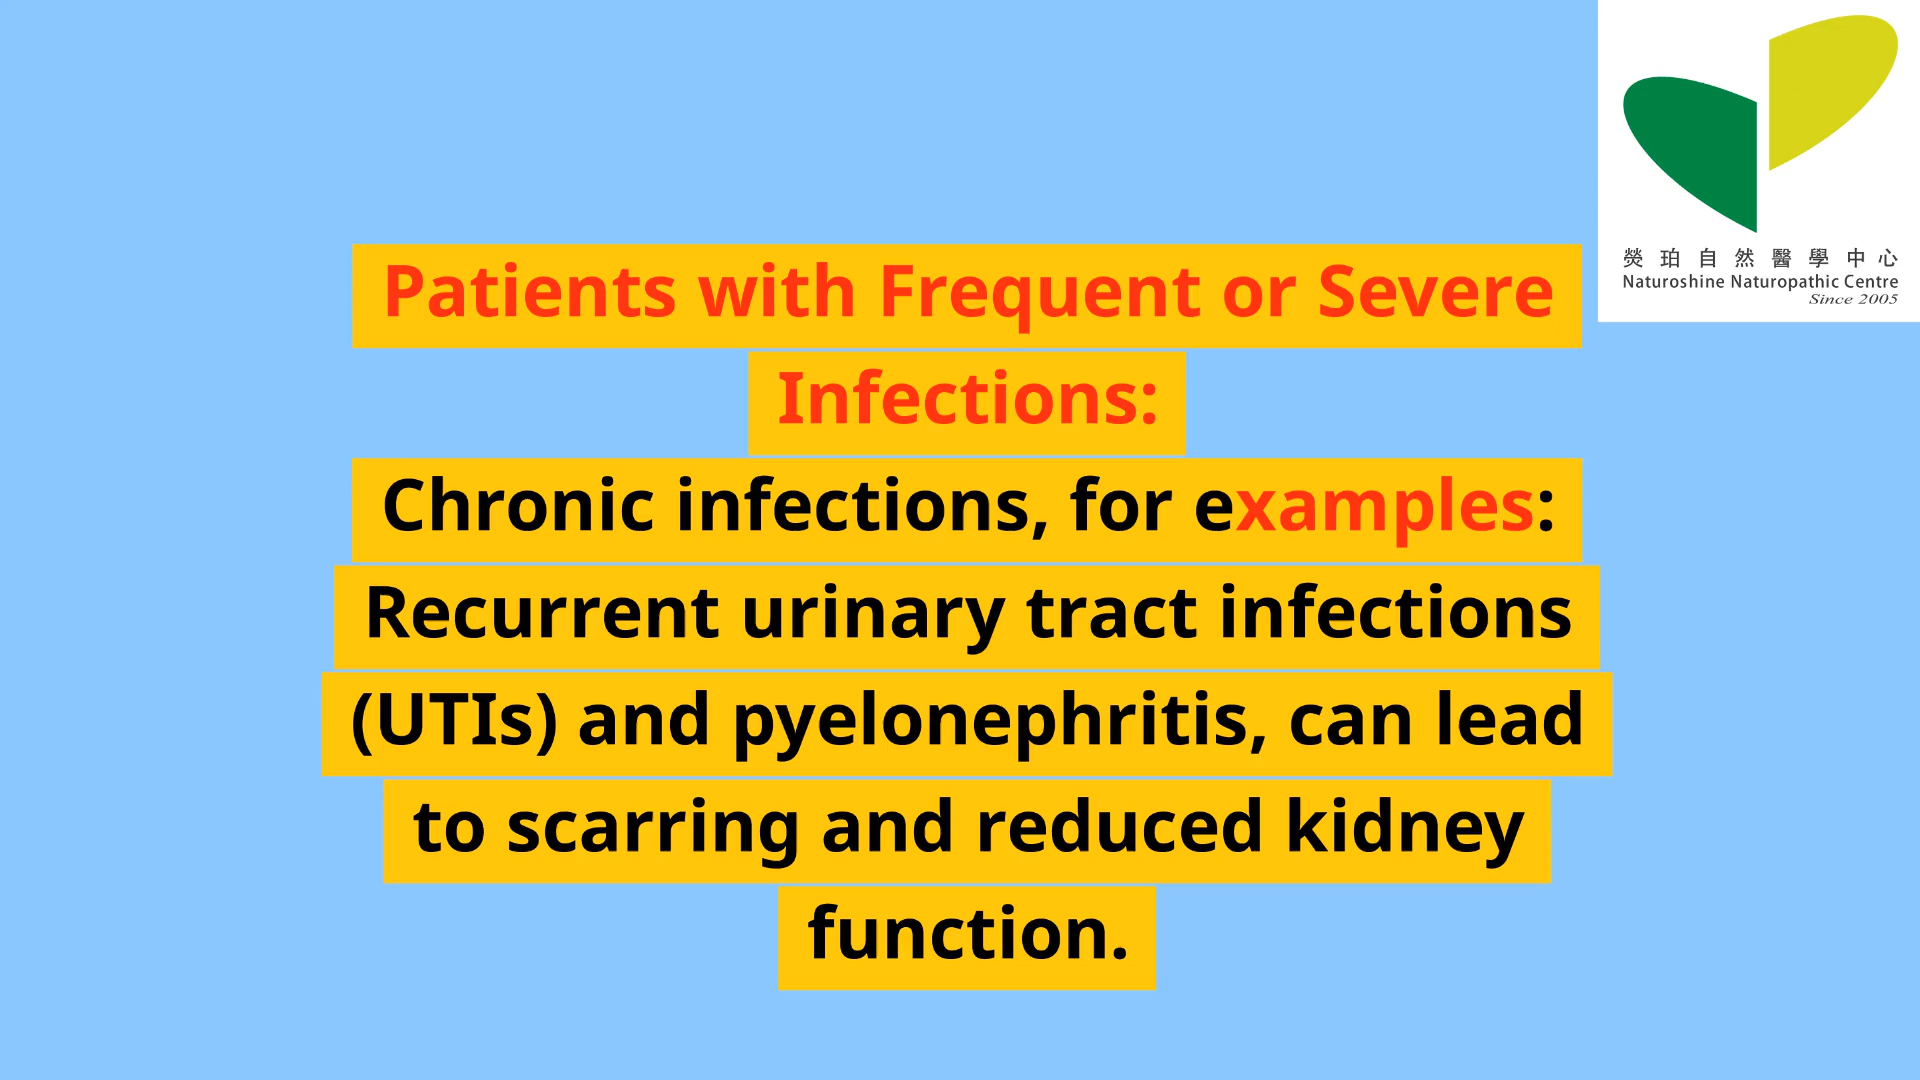 熒珀自然醫學中心
Naturoshine Naturopathic Centre
Since 2005
Patients with Frequent or Severe
Infections:
Chronic infections, for examples:
Recurrent urinary tract infections
(UTIs) and pyelonephritis, can lead
to scarring and reduced kidney
function.